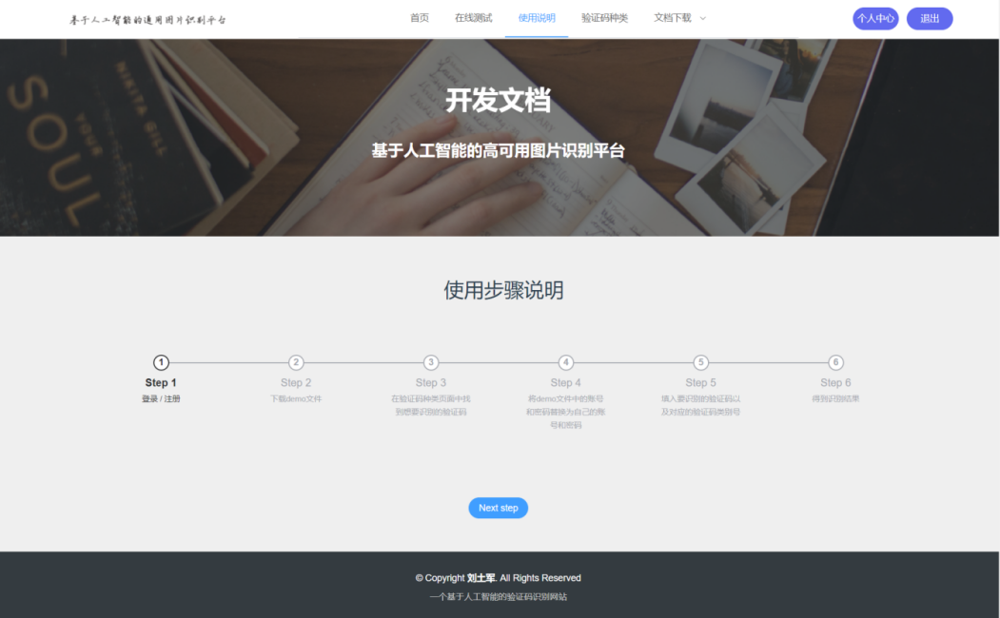 基于人工智能的通用图片识别平台
首页 在线测试 使用说明 验证码种类 文档下载 个人中心 退出
NIKITA GILL
YOUR
SOUL
开发文档
基于人工智能的高可用图片识别平台
使用步骤说明
1 2 3 4 5 6
Step 1 Step 2 Step 3 Step 4 Step 5 Step 6
登录 / 注册 下载demo文件 在验证码种类页面中找 将demo文件中的账号 填入要识别的验证码以 得到识别结果
到想要识别的验证码 和密码替换为自己的账 及对应的验证码类别号
号和密码
Next step
© Copyright 刘土军. All Rights Reserved
一个基于人工智能的验证码识别网站